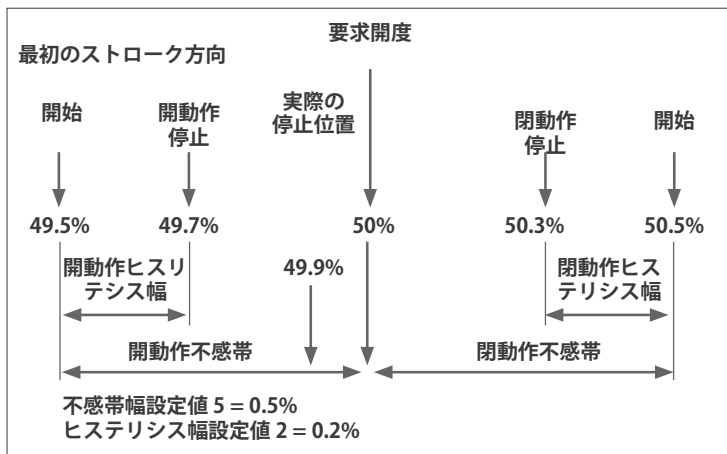 要求開度
最初のストローク方向
開始
開動作
停止
実際の
停止位置
閉動作
停止
開始
49.5%
49.7%
50%
50.3%
50.5%
開動作ヒスリ
テシス幅
49.9%
閉動作ヒス
テリシス幅
開動作不感帯
閉動作不感帯
不感帯幅設定値 5 = 0.5%
ヒステリシス幅設定値 2 = 0.2%